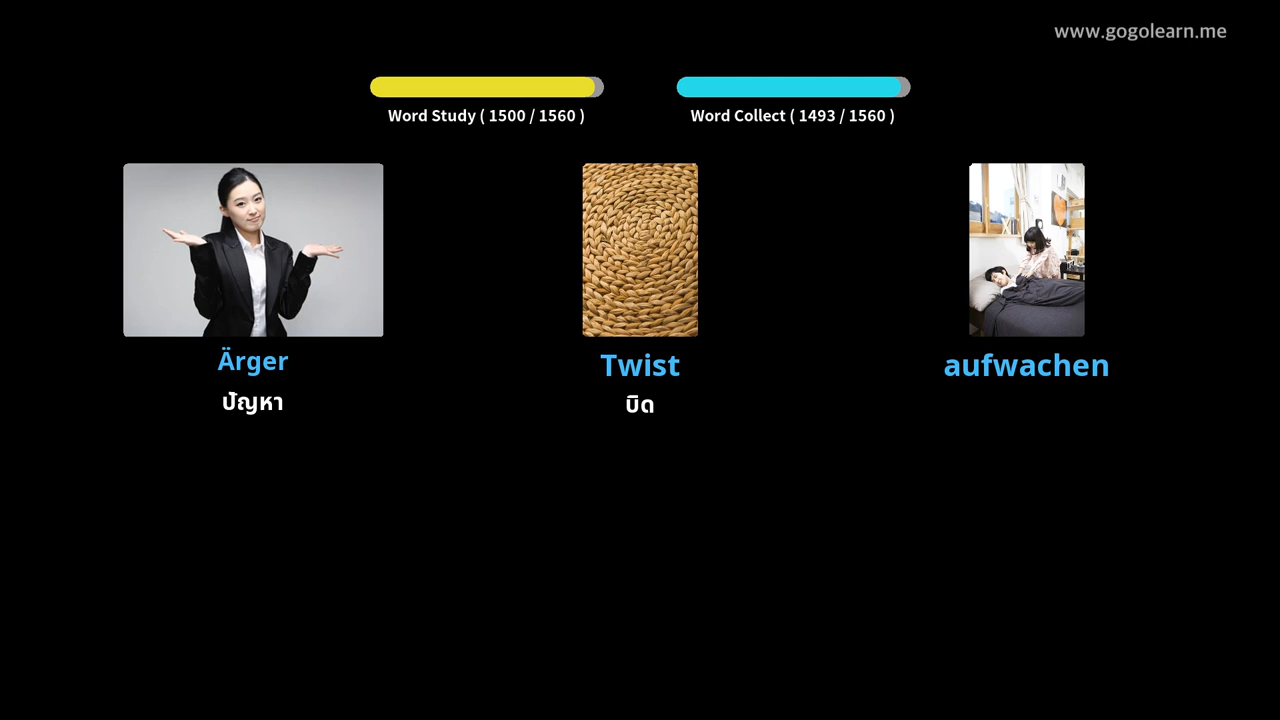 www.gogolearn.me
Word Study ( 1500 / 1560 )
Word Collect ( 1493 / 1560 )
Ärger
ปัญหา
Twist
บิด
aufwachen